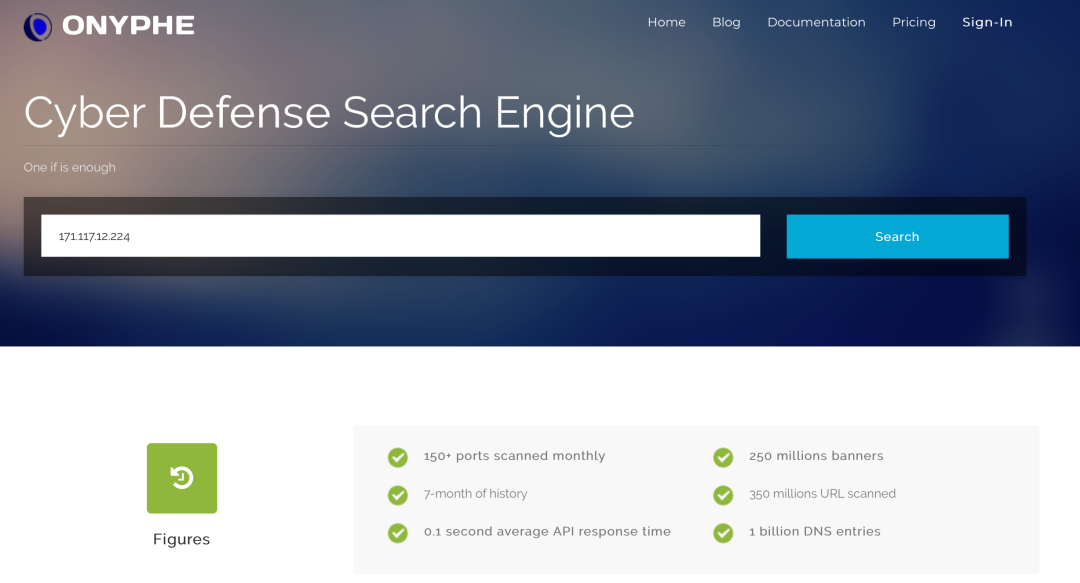 ONYPHE
Home Blog Documentation Pricing Sign-In
Cyber Defense Search Engine
One if is enough
171.117.12.224
Search
150+ ports scanned monthly
250 millions banners
7-month of history
350 millions URL scanned
0.1 second average API response time
1 billion DNS entries
Figures